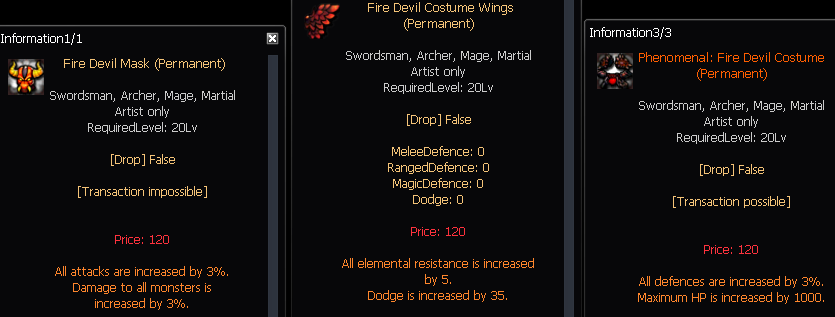 Information1/1
Fire Devil Mask (Permanent)
Swordsman, Archer, Mage, Martial
Artist only
RequiredLevel: 20Lv
[Drop] False
[Transaction impossible]
Price: 120
All attacks are increased by 3%.
Damage to all monsters is
increased by 3%.
Fire Devil Costume Wings
(Permanent)
Swordsman, Archer, Mage, Martial
Artist only
RequiredLevel: 20Lv
[Drop] False
MeleeDefence: 0
RangedDefence: 0
MagicDefence: 0
Dodge: 0
Price: 120
All elemental resistance is increased
by 5.
Dodge is increased by 35.
Information3/3
Phenomenal: Fire Devil Costume
(Permanent)
Swordsman, Archer, Mage, Martial
Artist only
RequiredLevel: 20Lv
[Drop] False
[Transaction possible]
Price: 120
All defences are increased by 3%.
Maximum HP is increased by 1000.